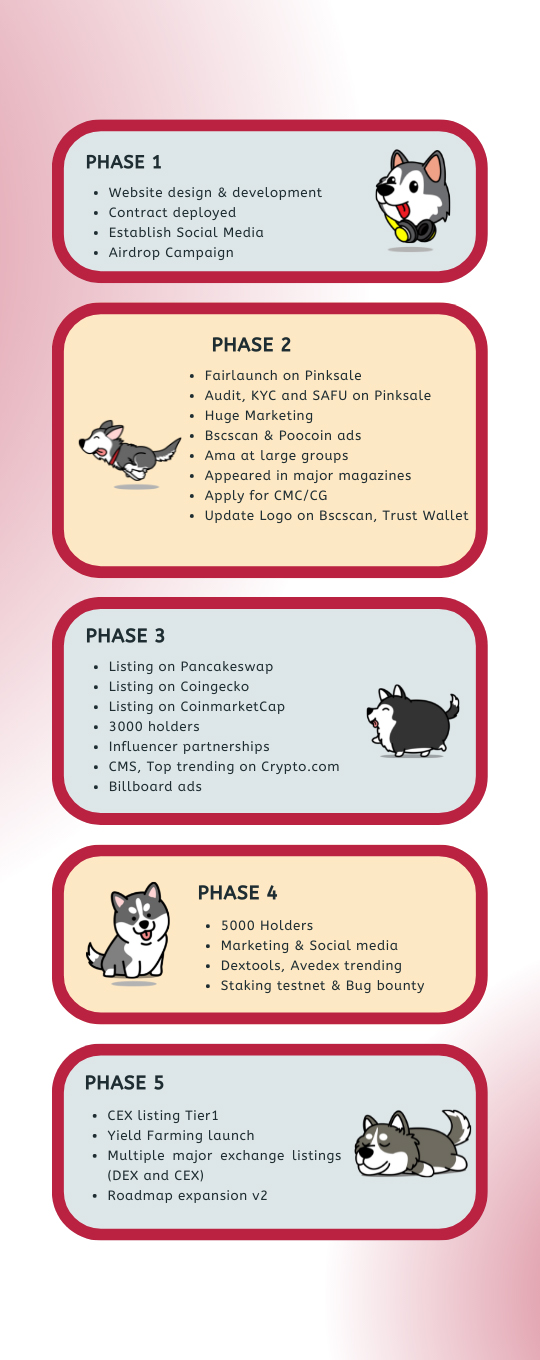 PHASE 1
• Website design & development
• Contract deployed
• Establish Social Media
• Airdrop Campaign
PHASE 2
• Fairlaunch on Pinksale
• Audit, KYC and SAFU on Pinksale
• Huge Marketing
• Bscscan & Poocoin ads
• Ama at large groups
• Appeared in major magazines
• Apply for CMC/CG
• Update Logo on Bscscan, Trust Wallet
PHASE 3
• Listing on Pancakeswap
• Listing on Coingecko
• Listing on CoinmarketCap
• 3000 holders
• Influencer partnerships
• CMS, Top trending on Crypto.com
• Billboard ads
PHASE 4
• 5000 Holders
• Marketing & Social media
• Dextools, Avedex trending
• Staking testnet & Bug bounty
PHASE 5
• CEX listing Tier1
• Yield Farming launch
• Multiple major exchange listings
(DEX and CEX)
• Roadmap expansion v2